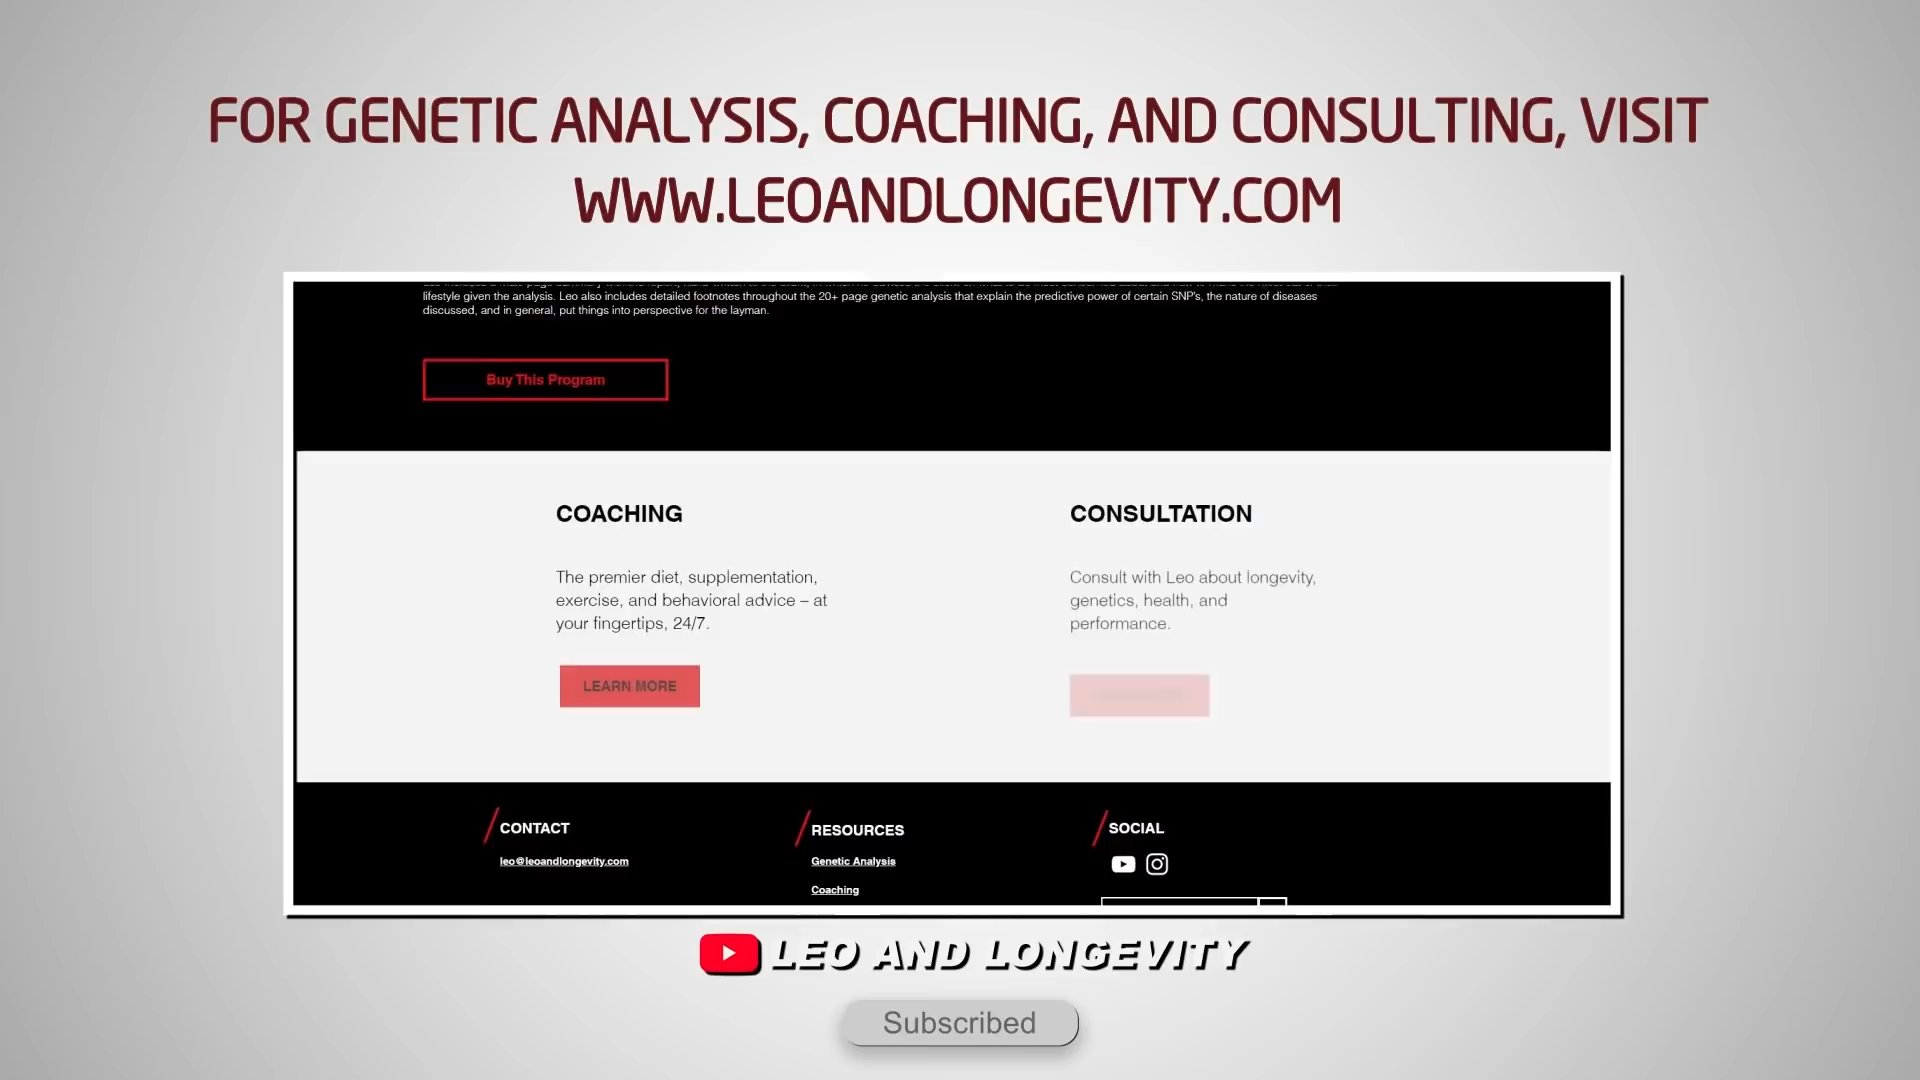 FOR GENETIC ANALYSIS, COACHING, AND CONSULTING, VISIT
WWW.LEOANDLONGEVITY.COM
lifestyle given the analysis. Leo also includes detailed footnotes throughout the 20+ page genetic analysis that explain the predictive power of certain SNP's, the nature of diseases
discussed, and in general, put things into perspective for the layman.
Buy This Program
COACHING
The premier diet, supplementation,
exercise, and behavioral advice – at
your fingertips, 24/7.
LEARN MORE
CONSULTATION
Consult with Leo about longevity,
genetics, health, and
performance.
CONTACT
leo@leoandlongevity.com
RESOURCES
Genetic Analysis
Coaching
SOCIAL
LEO AND LONGEVITY
Subscribed